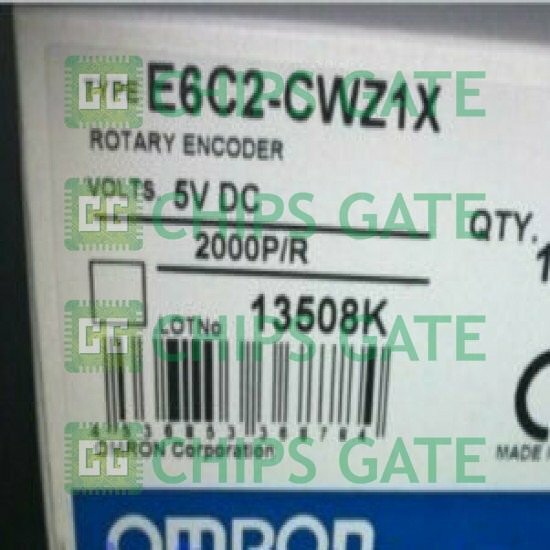 TYPE E6C2-CWZ1X
ROTARY ENCODER
VOLTS. 5V DC
QTY. 1
2000P/R
LOTNo 13508K
OMRON Corporation
MADE
OMRON
CHIPS GATE
CHIPS GATE
CHIPS GATE
CHIPS GATE